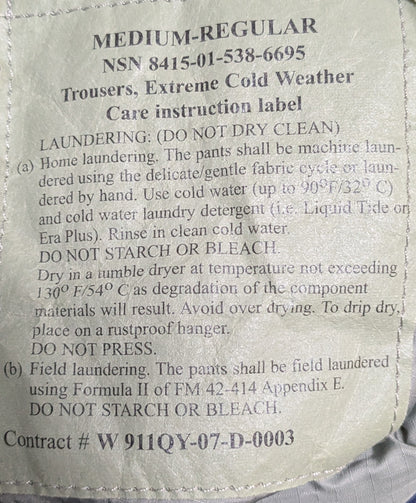 MEDIUM-REGULAR
NSN 8415-01-538-6695
Trousers, Extreme Cold Weather
Care instruction label
LAUNDERING: (DO NOT DRY CLEAN)
(a) Home laundering. The pants shall be machine laun-
dered using the delicate/gentle fabric cycle or laun-
dered by hand. Use cold water (up to 90ºF/32º C)
and cold water laundry detergent (i.e. Liquid Tide or
Era Plus). Rinse in clean cold water.
DO NOT STARCH OR BLEACH.
Dry in a tumble dryer at temperature not exceeding
130º F/54º C as degradation of the component
materials will result. Avoid over drying. To drip dry,
place on a rustproof hanger.
DO NOT PRESS.
(b) Field laundering. The pants shall be field laundered
using Formula II of FM 42-414 Appendix E.
DO NOT STARCH OR BLEACH.
Contract # W 911QY-07-D-0003